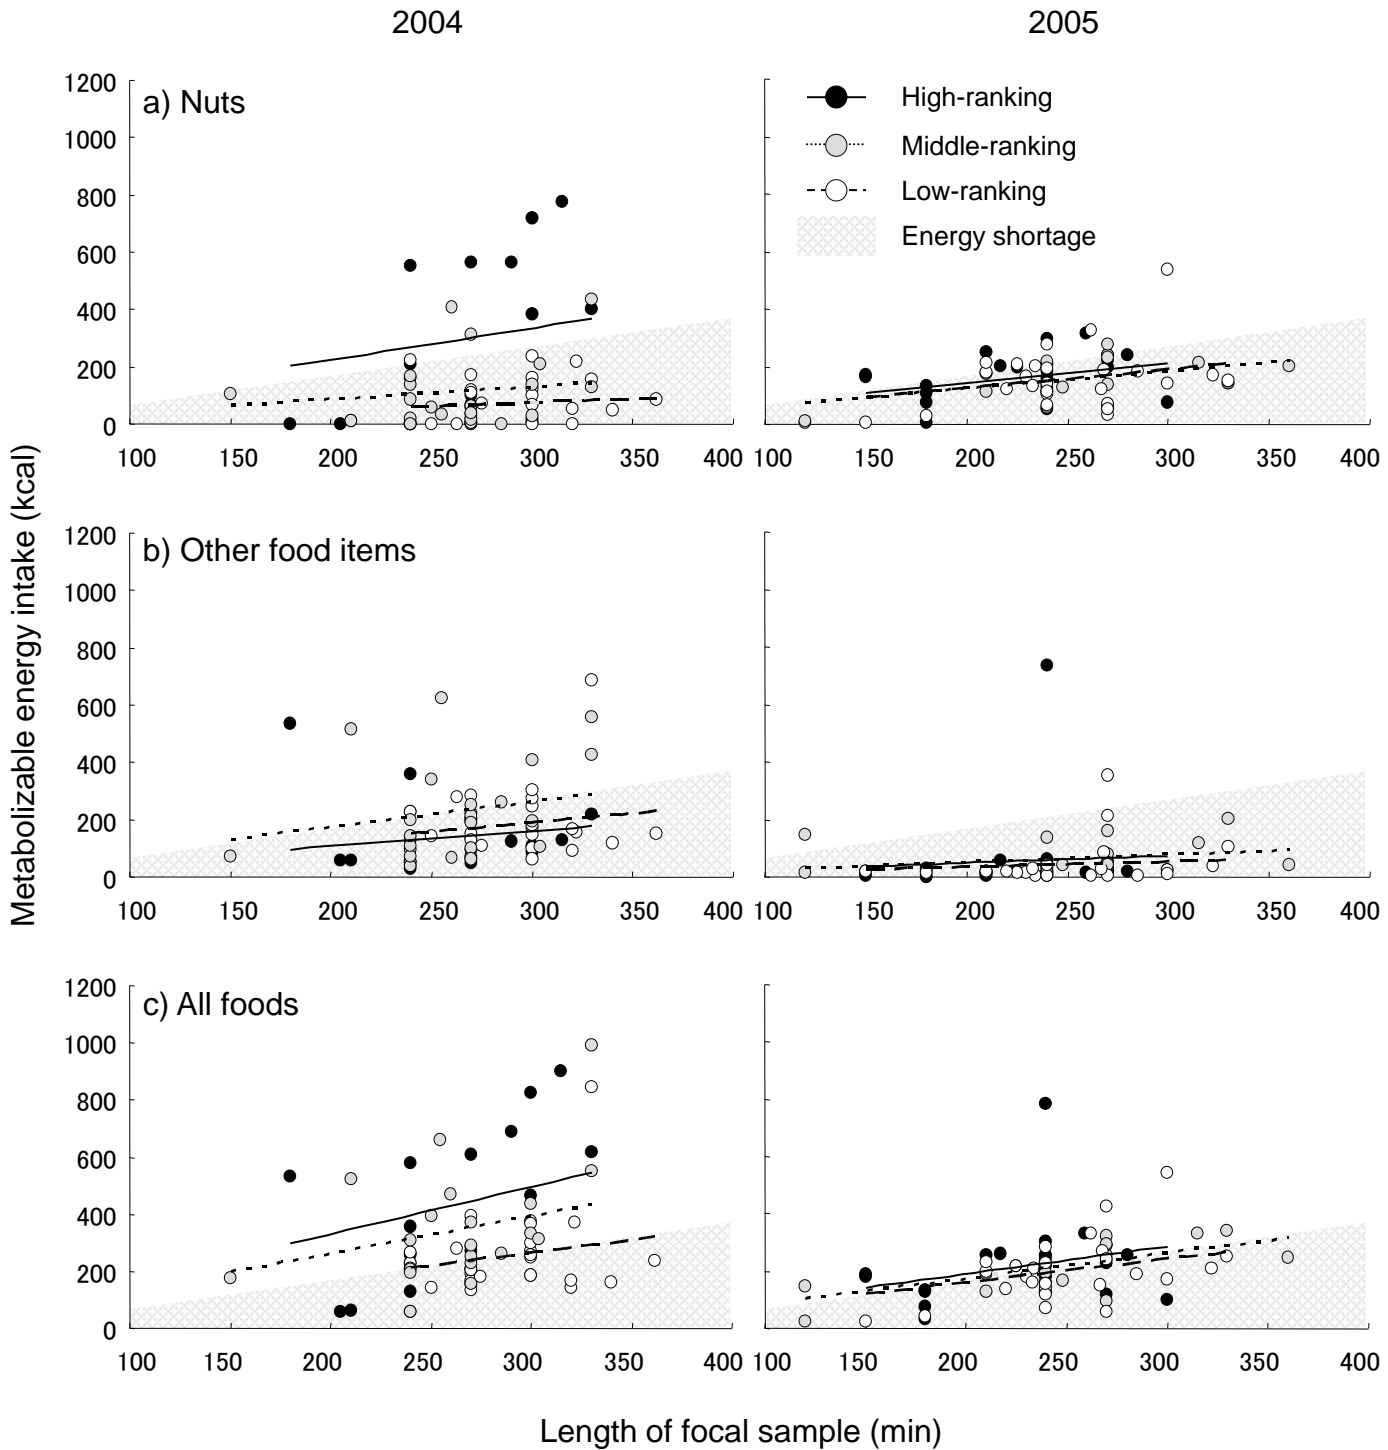 2004
2005
1200
1000
800
600
400
200
0
a) Nuts
High-ranking
Middle-ranking
Low-ranking
Energy shortage
100 150 200 250 300 350 400
100 150 200 250 300 350 400
Metabolizable energy intake (kcal)
1200
1000
800
600
400
200
0
b) Other food items
100 150 200 250 300 350 400
100 150 200 250 300 350 400
1200
1000
800
600
400
200
0
c) All foods
100 150 200 250 300 350 400
100 150 200 250 300 350 400
Length of focal sample (min)